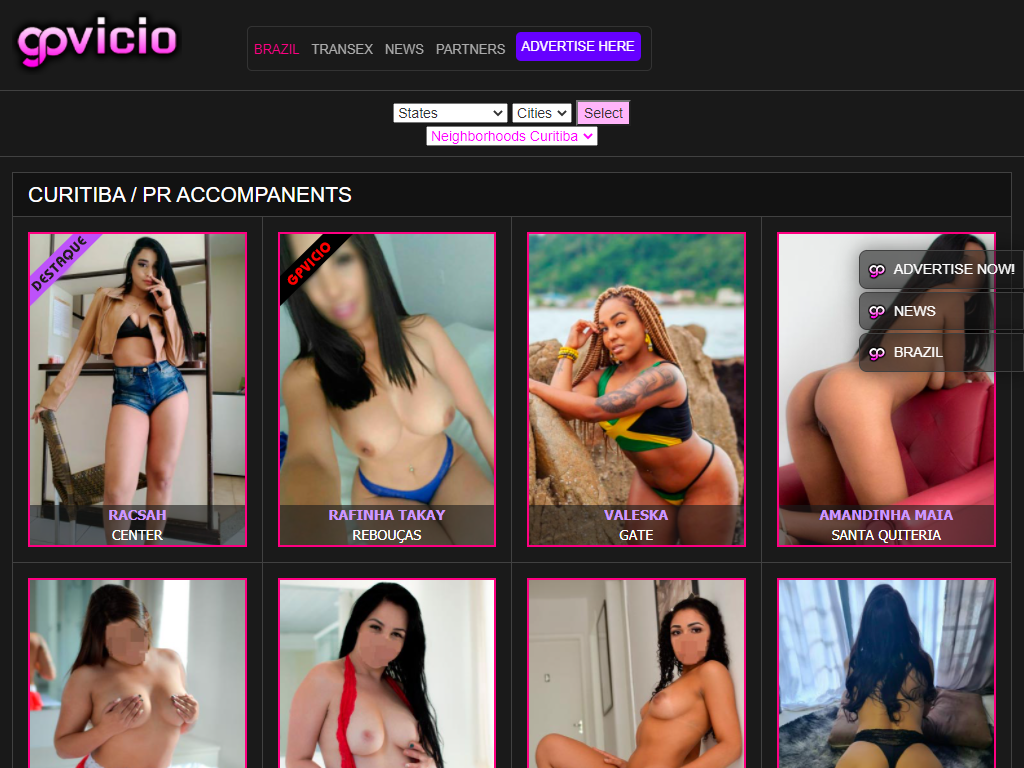 gpvicio
BRAZIL TRANSEX NEWS PARTNERS ADVERTISE HERE
States Cities Select
Neighborhoods Curitiba
CURITIBA / PR ACCOMPANENTS
DESTAQUE
GPVICIO
ADVERTISE NOW!
NEWS
BRAZIL
RACSAH
CENTER
RAFINHA TAKAY
REBOUÇAS
VALESKA
GATE
AMANDINHA MAIA
SANTA QUITERIA